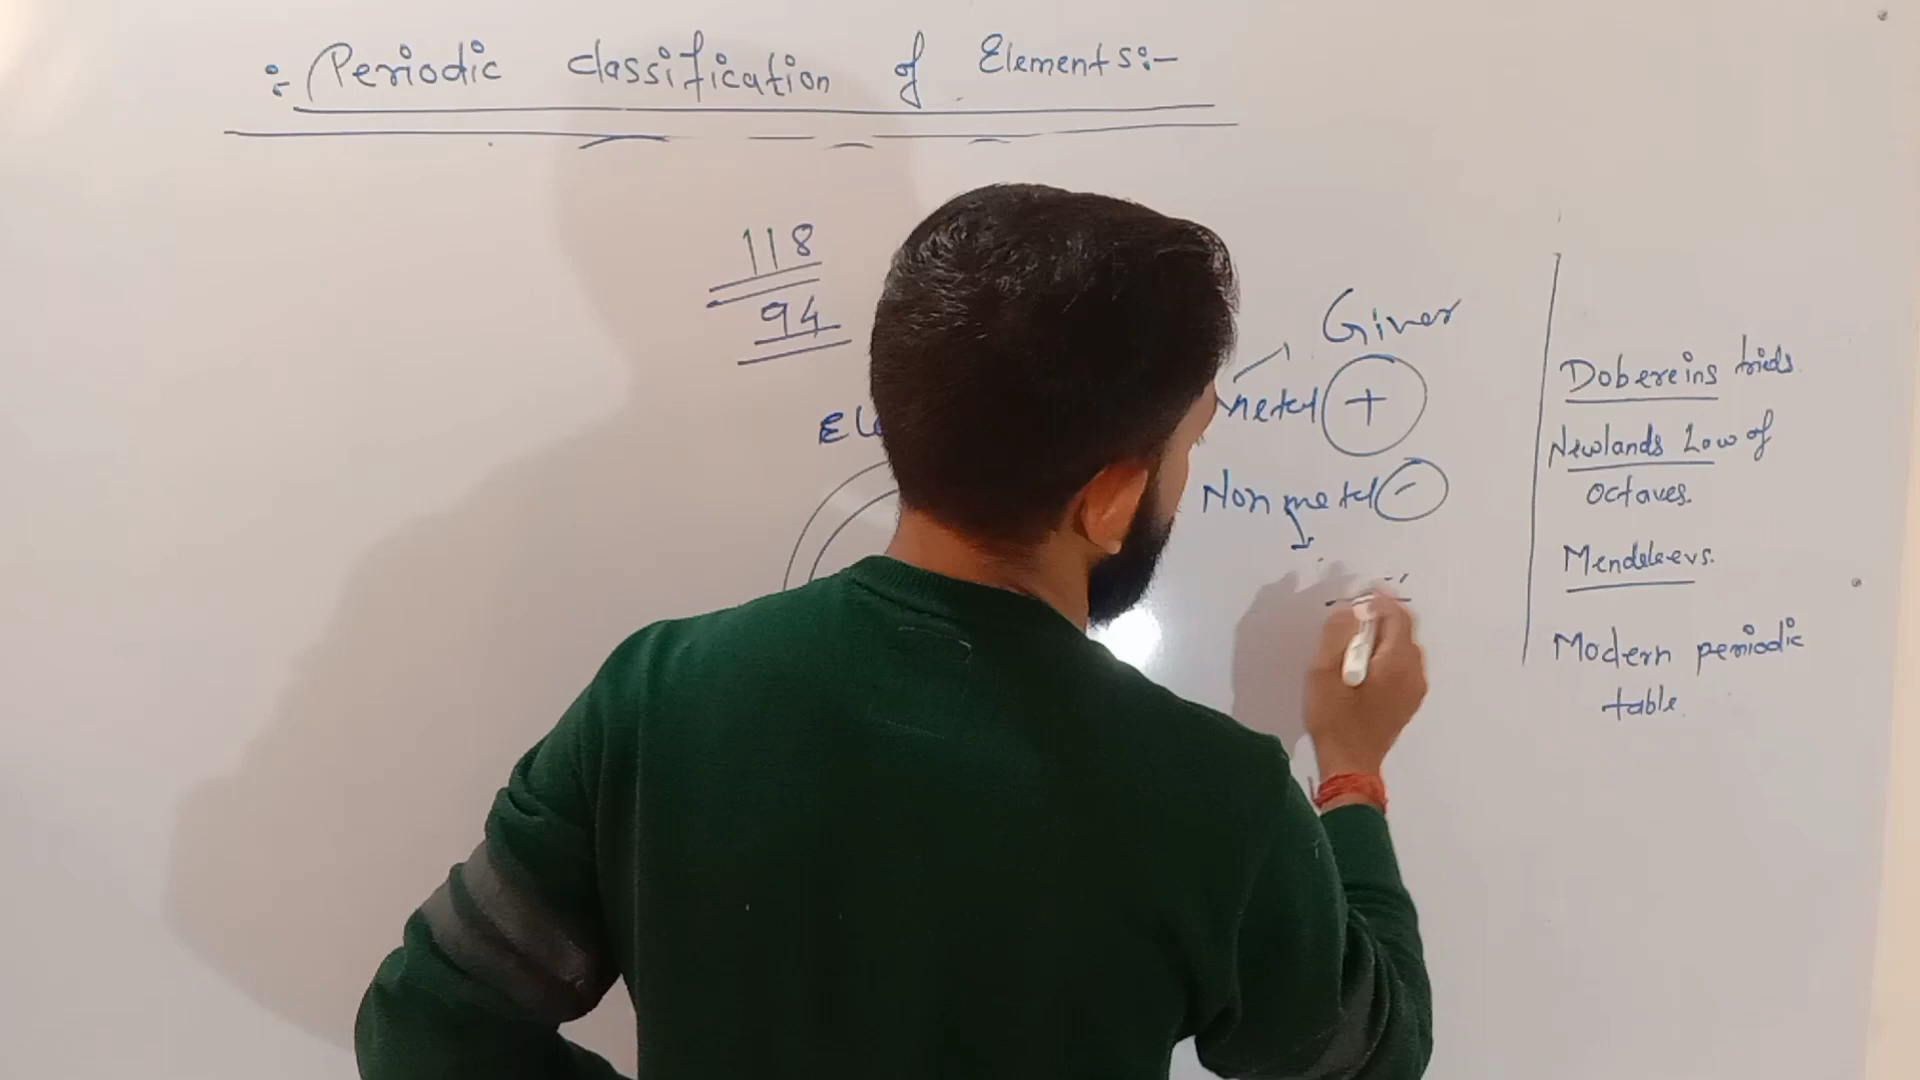 :- Periodic classification of Elements:-
118
94
Giver
metal +
Non metal -
Dobereins trids.
Newlands Law of
Octaves.
Mendeleevs.
Modern periodic
table.